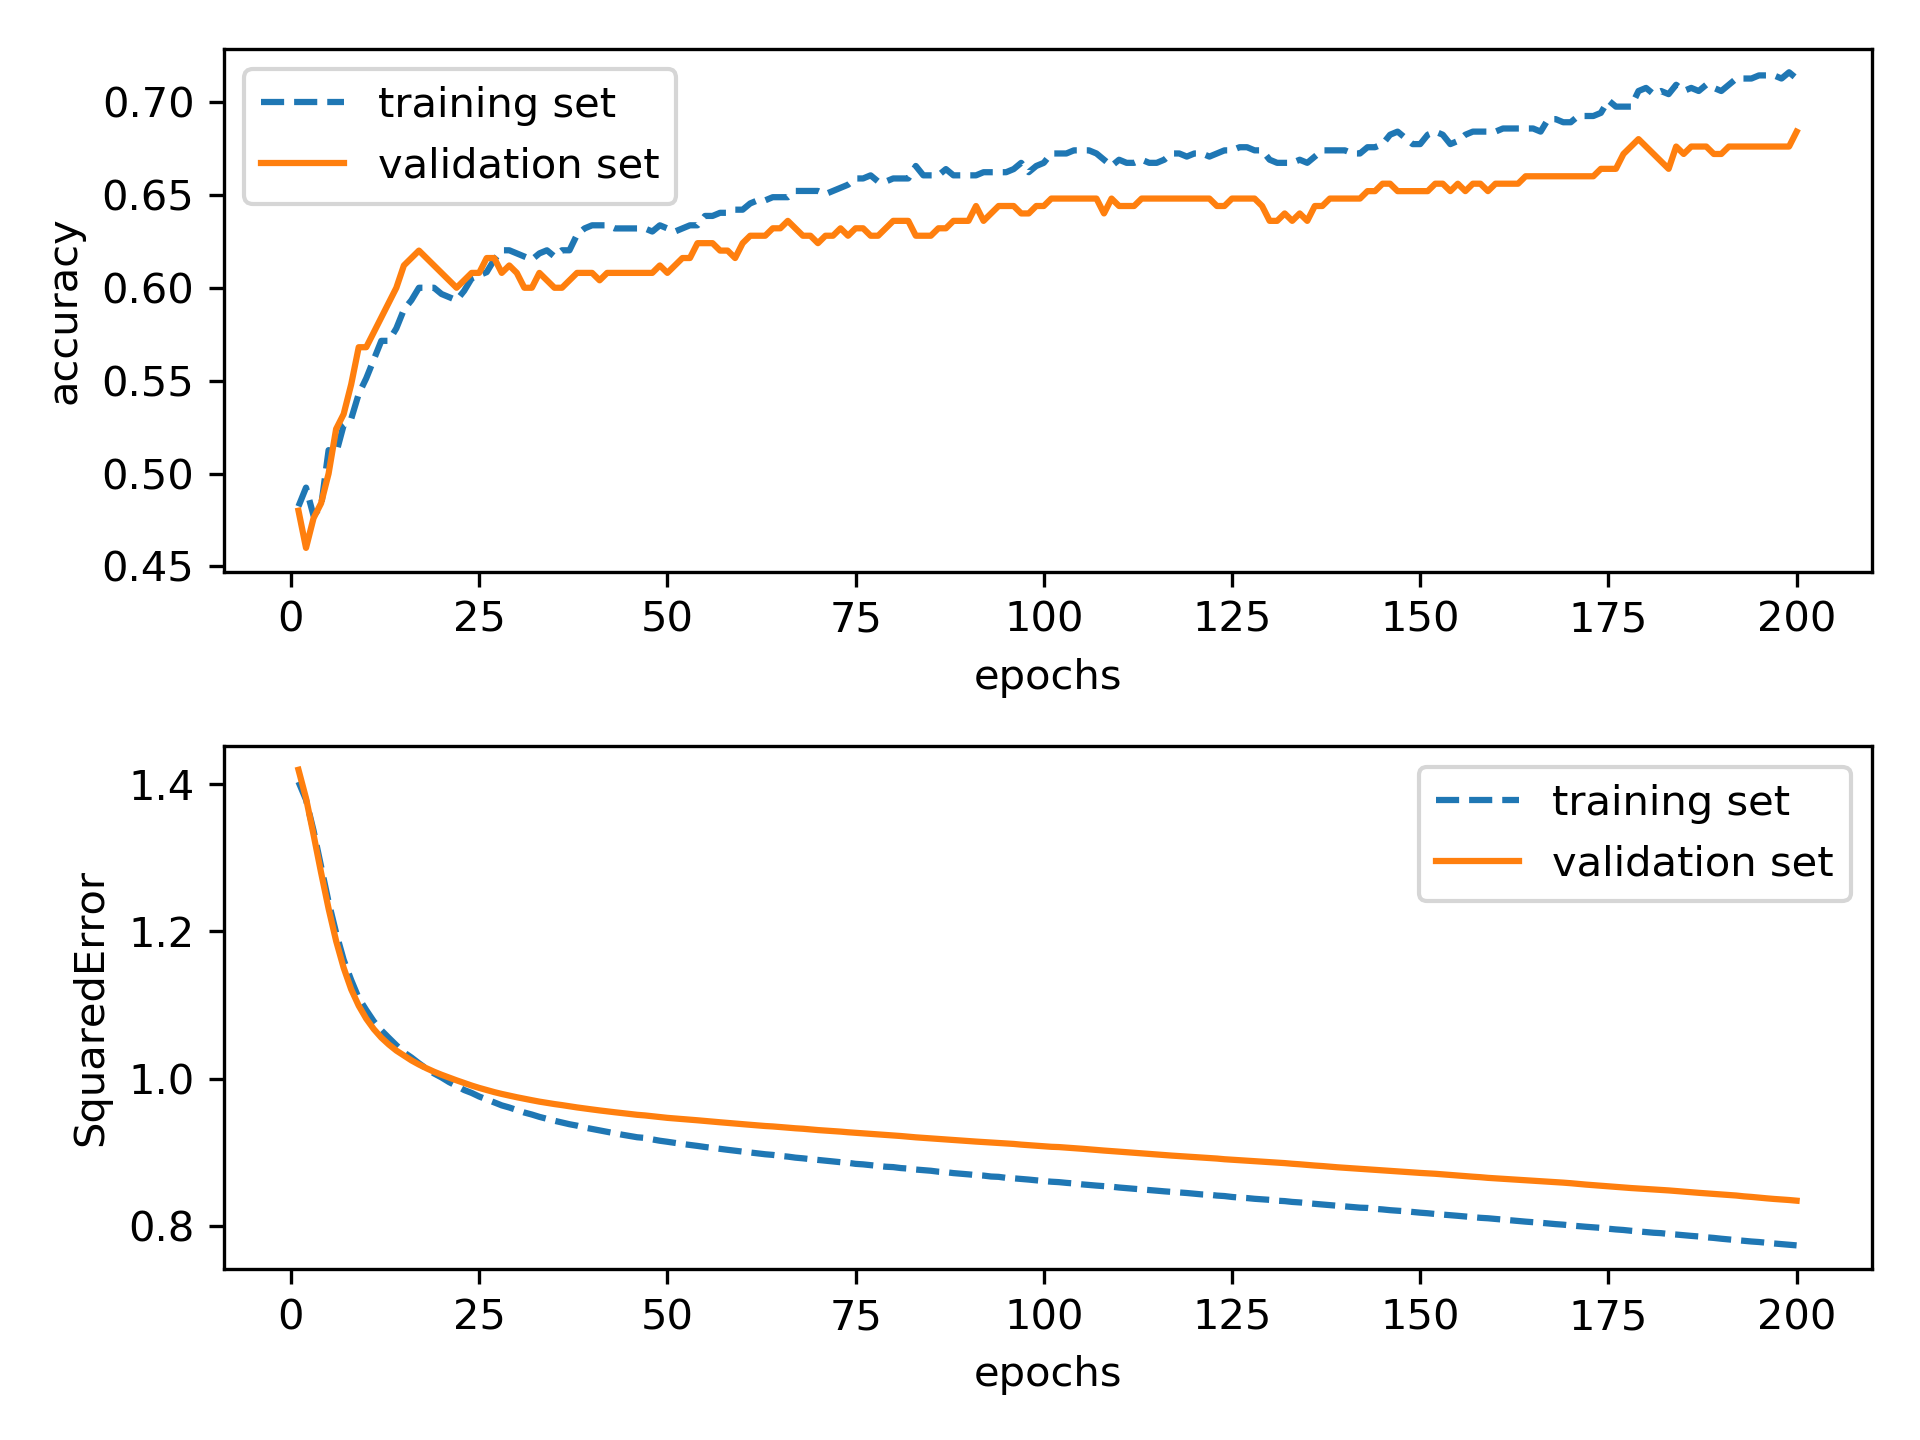 training set
validation set
accuracy
0.70
0.65
0.60
0.55
0.50
0.45
0 25 50 75 100 125 150 175 200
epochs
training set
validation set
SquaredError
1.4
1.2
1.0
0.8
0 25 50 75 100 125 150 175 200
epochs